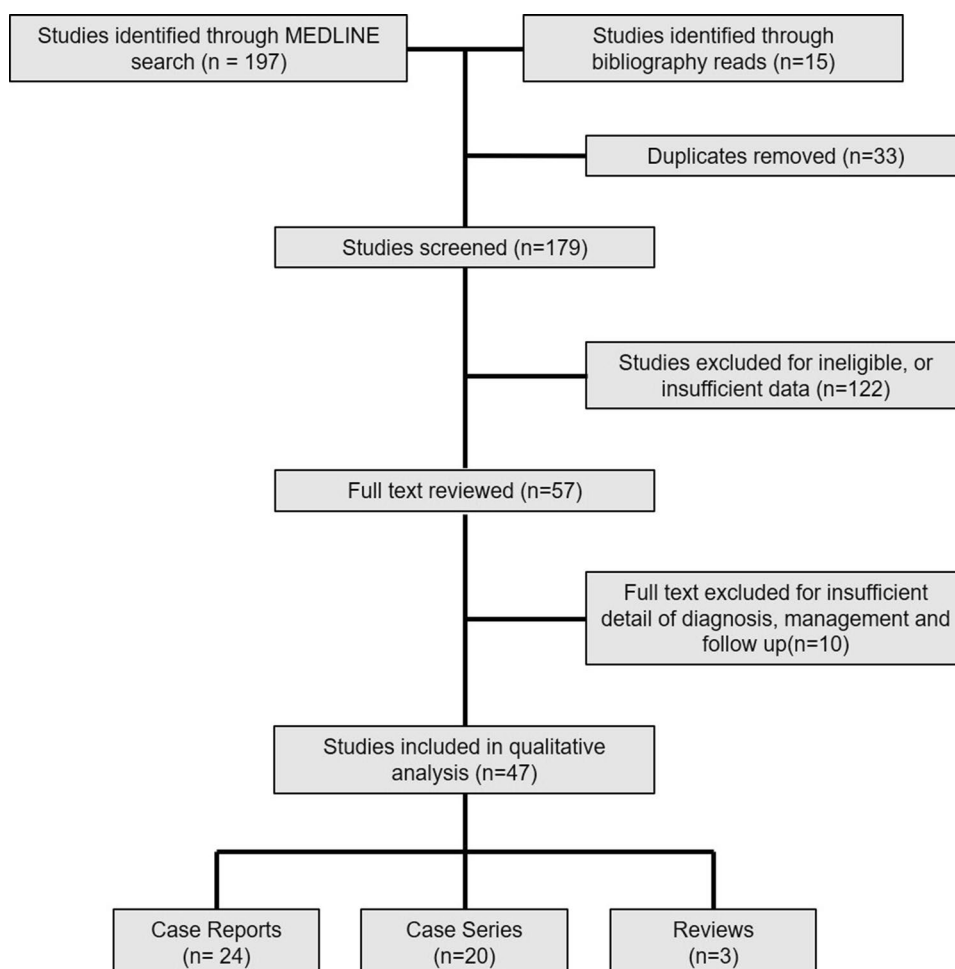 Studies identified through MEDLINE
search (n = 197)
Studies identified through
bibliography reads (n=15)
Duplicates removed (n=33)
Studies screened (n=179)
Studies excluded for ineligible, or
insufficient data (n=122)
Full text reviewed (n=57)
Full text excluded for insufficient
detail of diagnosis, management and
follow up(n=10)
Studies included in qualitative
analysis (n=47)
Case Reports
(n= 24)
Case Series
(n=20)
Reviews
(n=3)